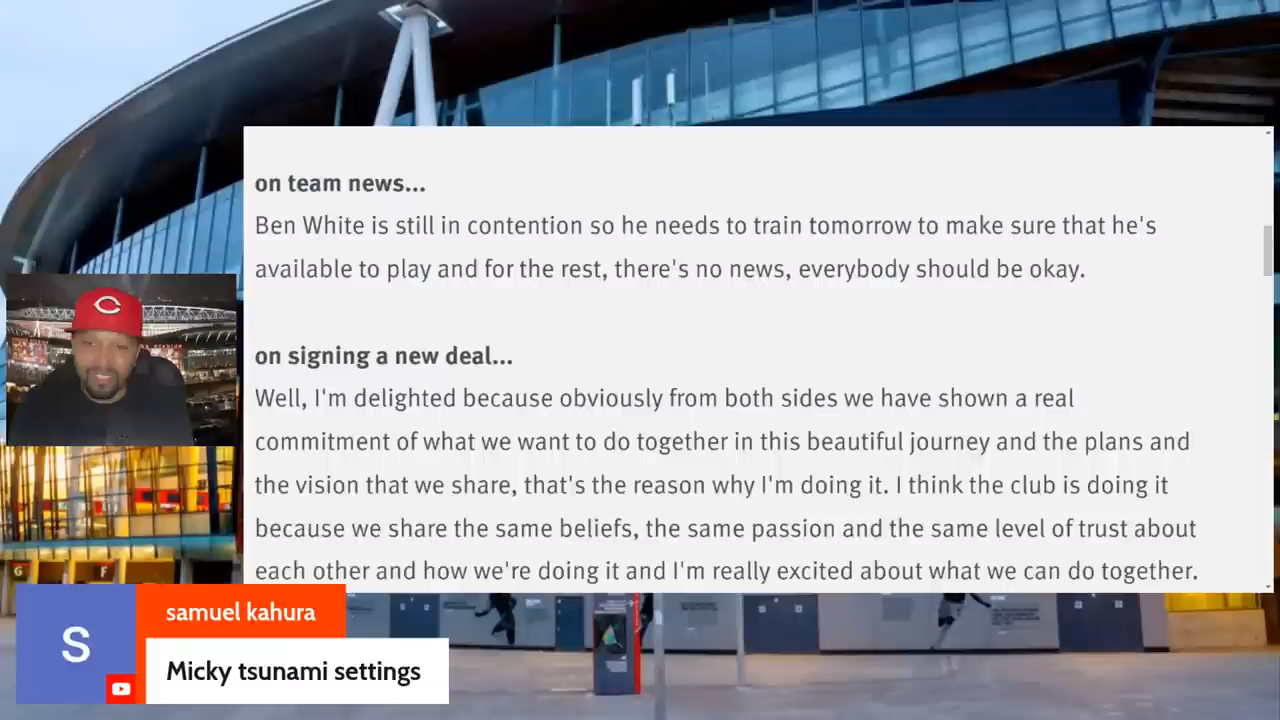 on team news...
Ben White is still in contention so he needs to train tomorrow to make sure that he's
available to play and for the rest, there's no news, everybody should be okay.
on signing a new deal...
Well, I'm delighted because obviously from both sides we have shown a real
commitment of what we want to do together in this beautiful journey and the plans and
the vision that we share, that's the reason why I'm doing it. I think the club is doing it
because we share the same beliefs, the same passion and the same level of trust about
each other and how we're doing it and I'm really excited about what we can do together.
C
G
F
S
samuel kahura
Micky tsunami settings